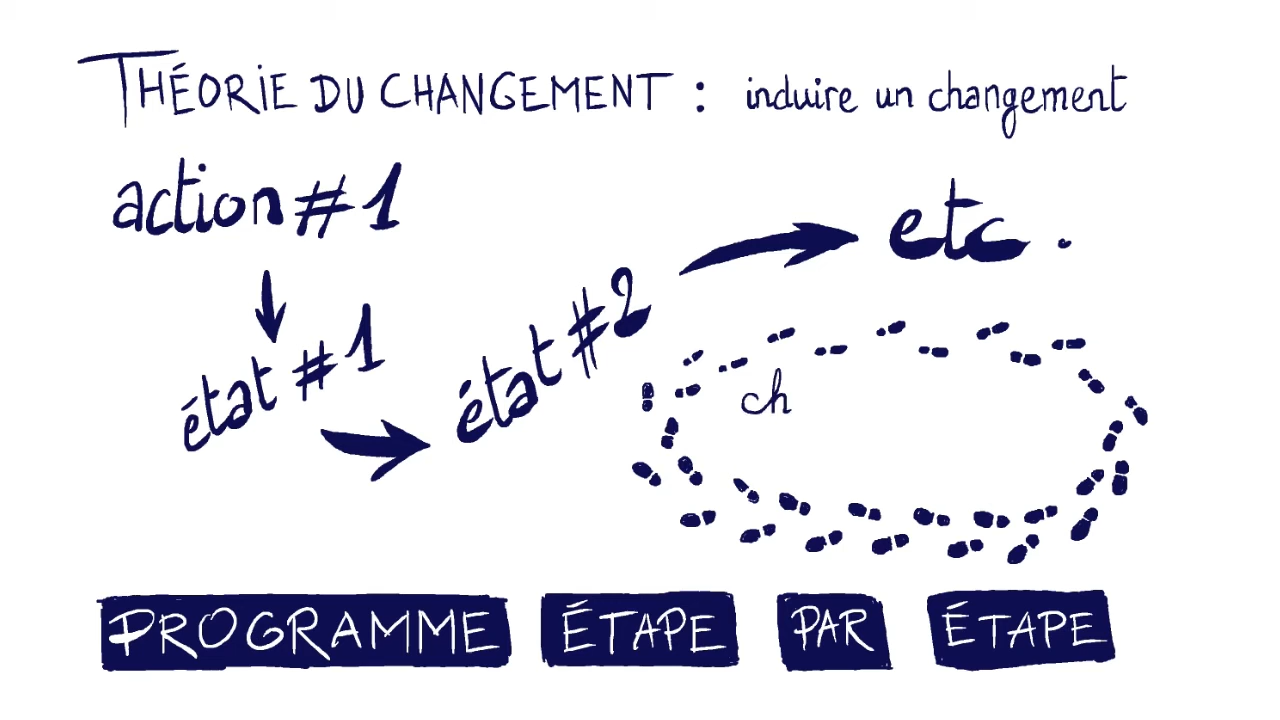 THÉORIE DU CHANGEMENT : induire un changement
action #1
etc.
état #1
état #2
ch
PROGRAMME ÉTAPE PAR ÉTAPE